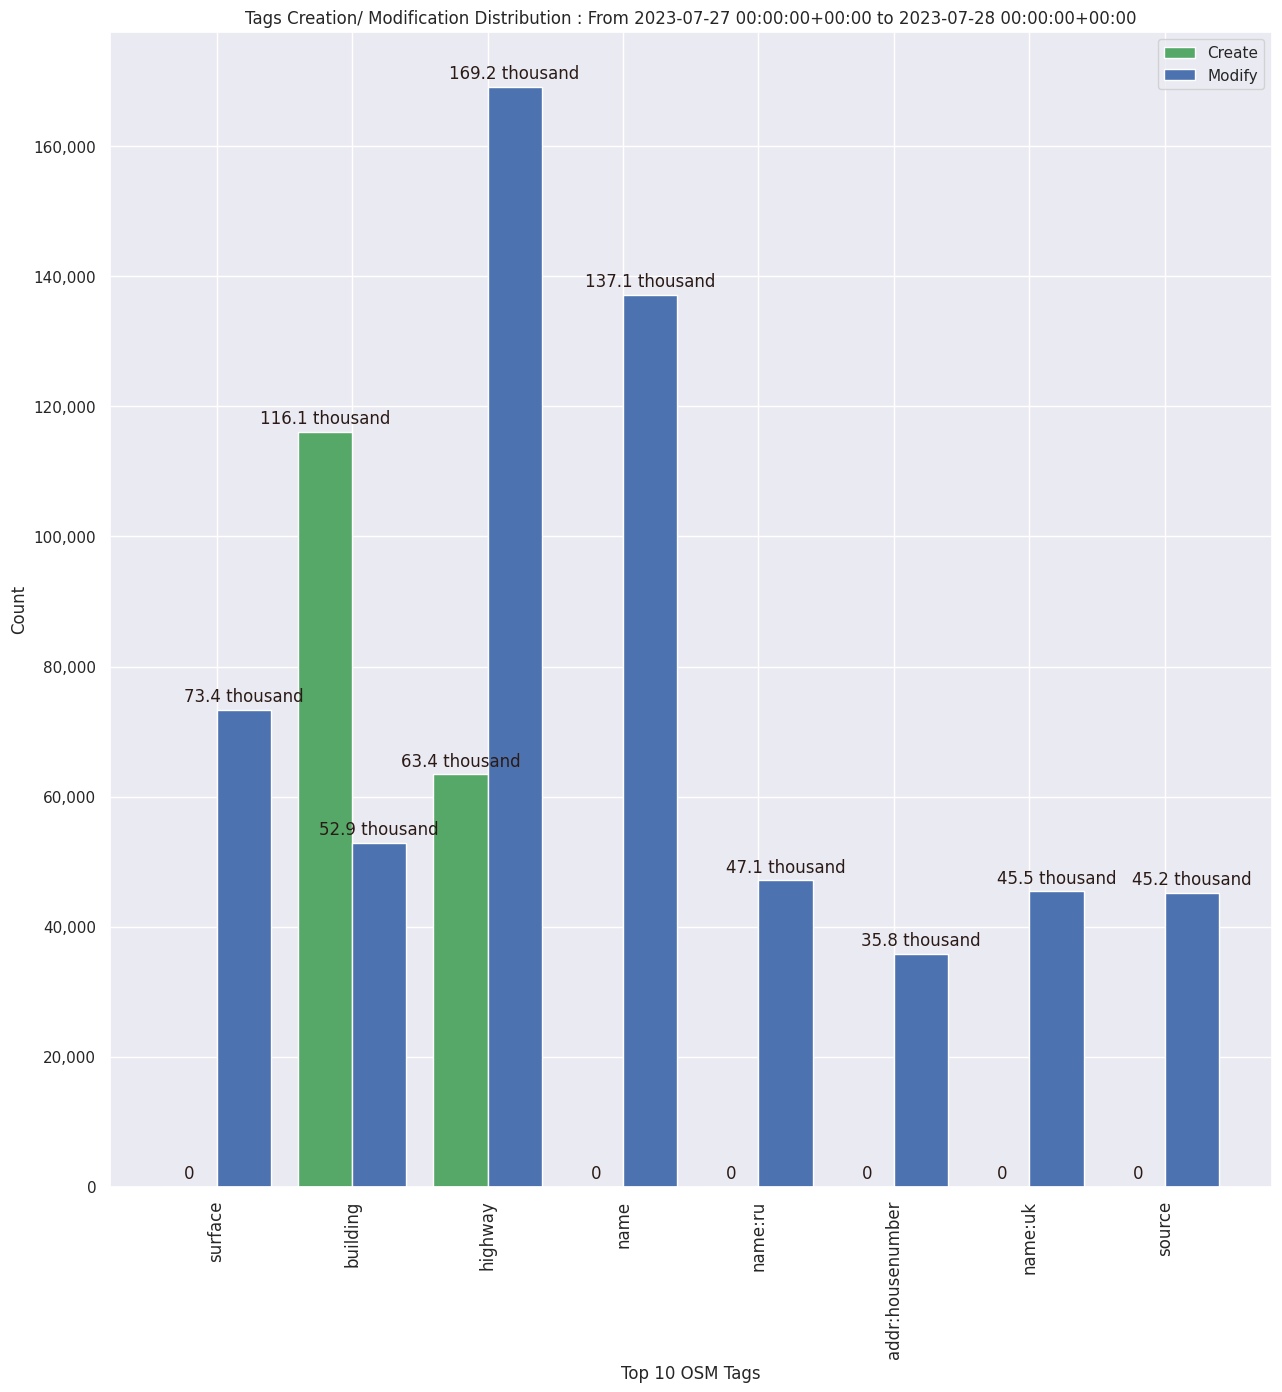 Tags Creation/ Modification Distribution : From 2023-07-27 00:00:00+00:00 to 2023-07-28 00:00:00+00:00
Create
Modify
169.2 thousand
160,000
140,000
137.1 thousand
120,000
116.1 thousand
100,000
Count
80,000
73.4 thousand
63.4 thousand
60,000
52.9 thousand
47.1 thousand
45.5 thousand
45.2 thousand
40,000
35.8 thousand
20,000
0
0
0
0
0
0
0
surface
building
highway
name
name:ru
addr:housenumber
name:uk
source
Top 10 OSM Tags